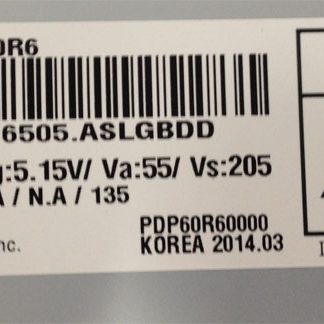 0R6
6505.ASLGBDD
:5.15V/ Va:55/ Vs:205
/ N.A / 135
PDP60R60000
nc. KOREA 2014.03